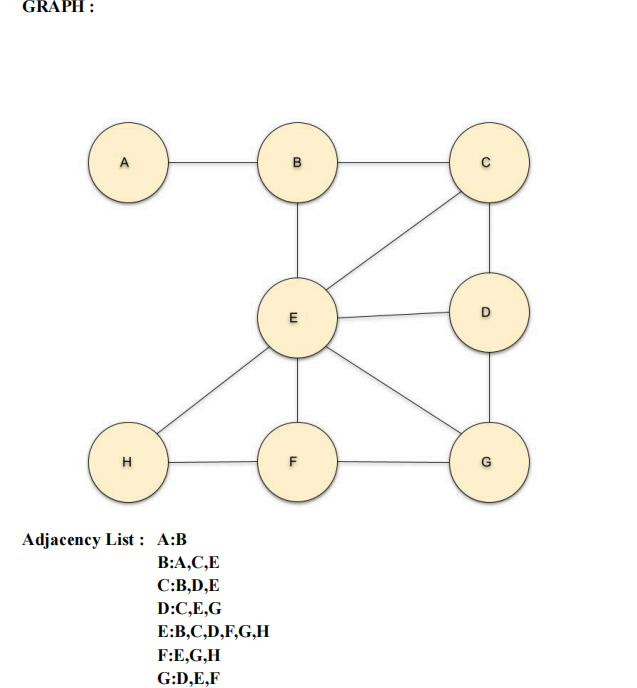 GRAPH :
A B C
E D
H F G
Adjacency List : A:B
B:A,C,E
C:B,D,E
D:C,E,G
E:B,C,D,F,G,H
F:E,G,H
G:D,E,F